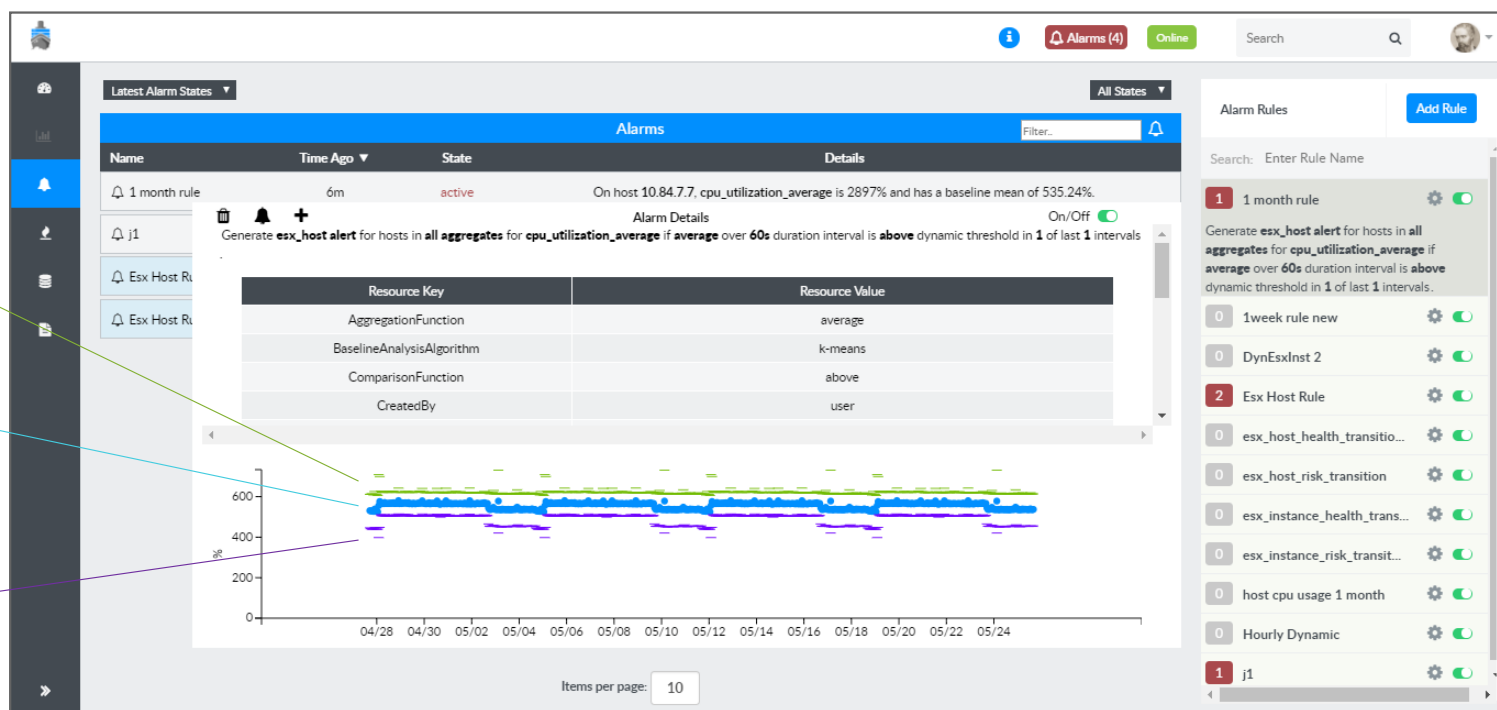 Alarms (4)
Online
Search
Latest Alarm States ▼
All States ▼
Alarms
Filter..
Name Time Ago ▼ State Details
1 month rule 6m active On host 10.84.7.7, cpu_utilization_average is 2897% and has a baseline mean of 535.24%.
j1
Esx Host Ru
Esx Host Ru
Alarm Details
On/Off
Generate esx_host alert for hosts in all aggregates for cpu_utilization_average if average over 60s duration interval is above dynamic threshold in 1 of last 1 intervals
.
Resource Key Resource Value
AggregationFunction average
BaselineAnalysisAlgorithm k-means
ComparisonFunction above
CreatedBy user
600
400
%
200
0
04/28 04/30 05/02 05/04 05/06 05/08 05/10 05/12 05/14 05/16 05/18 05/20 05/22 05/24
Items per page: 10
Alarm Rules
Add Rule
Search: Enter Rule Name
1 1 month rule
Generate esx_host alert for hosts in all
aggregates for cpu_utilization_average if
average over 60s duration interval is above
dynamic threshold in 1 of last 1 intervals.
0 1week rule new
0 DynEsxInst 2
2 Esx Host Rule
0 esx_host_health_transitio...
0 esx_host_risk_transition
0 esx_instance_health_trans...
0 esx_instance_risk_transit...
0 host cpu usage 1 month
0 Hourly Dynamic
1 j1